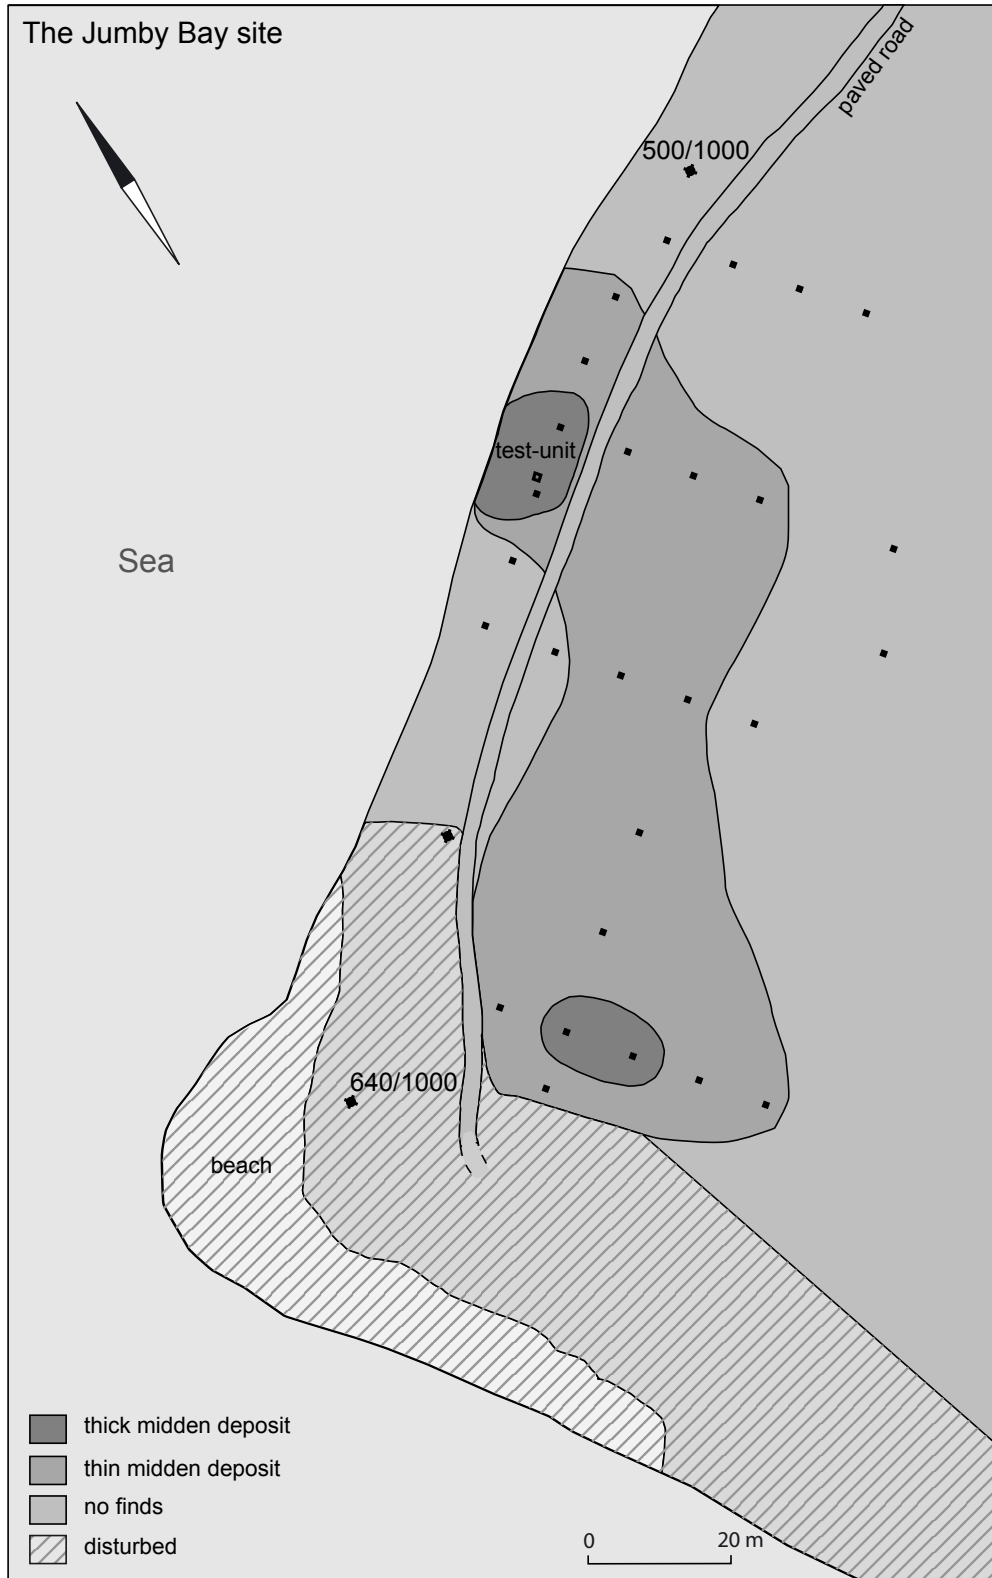 The Jumby Bay site
paved road
500/1000
test-unit
Sea
640/1000
beach
thick midden deposit
thin midden deposit
no finds
disturbed
0 20 m